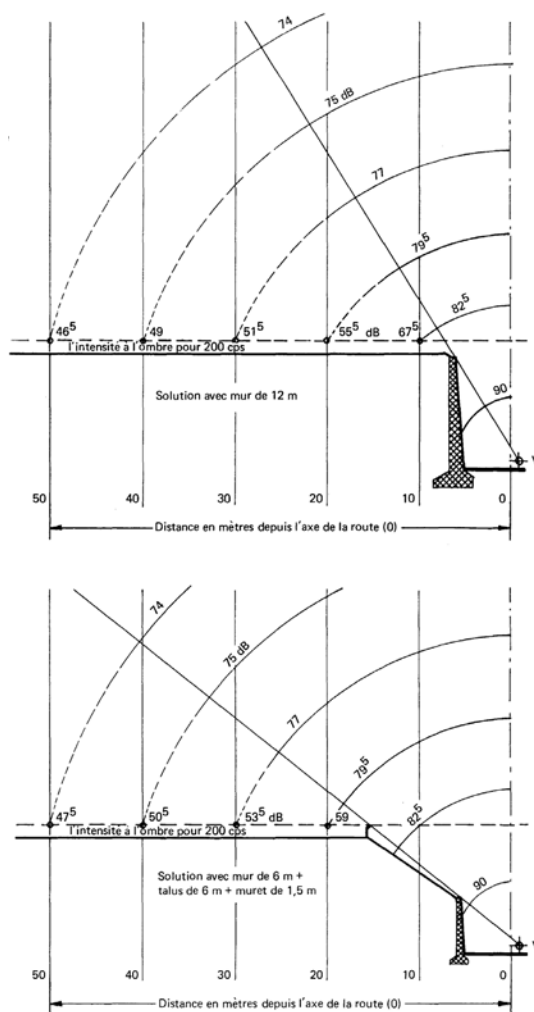 74
75 dB
77
79⁵
82⁵
90
46⁵ 49 51⁵ 55⁵ dB 67⁵
l'intensité à l'ombre pour 200 cps
Solution avec mur de 12 m
V
50 40 30 20 10 0
Distance en mètres depuis l'axe de la route (0)
74
75 dB
77
79⁵
82⁵
90
47⁵ 50⁵ 53⁵ dB 59
l'intensité à l'ombre pour 200 cps
Solution avec mur de 6 m +
talus de 6 m + muret de 1,5 m
V
50 40 30 20 10 0
Distance en mètres depuis l'axe de la route (0)